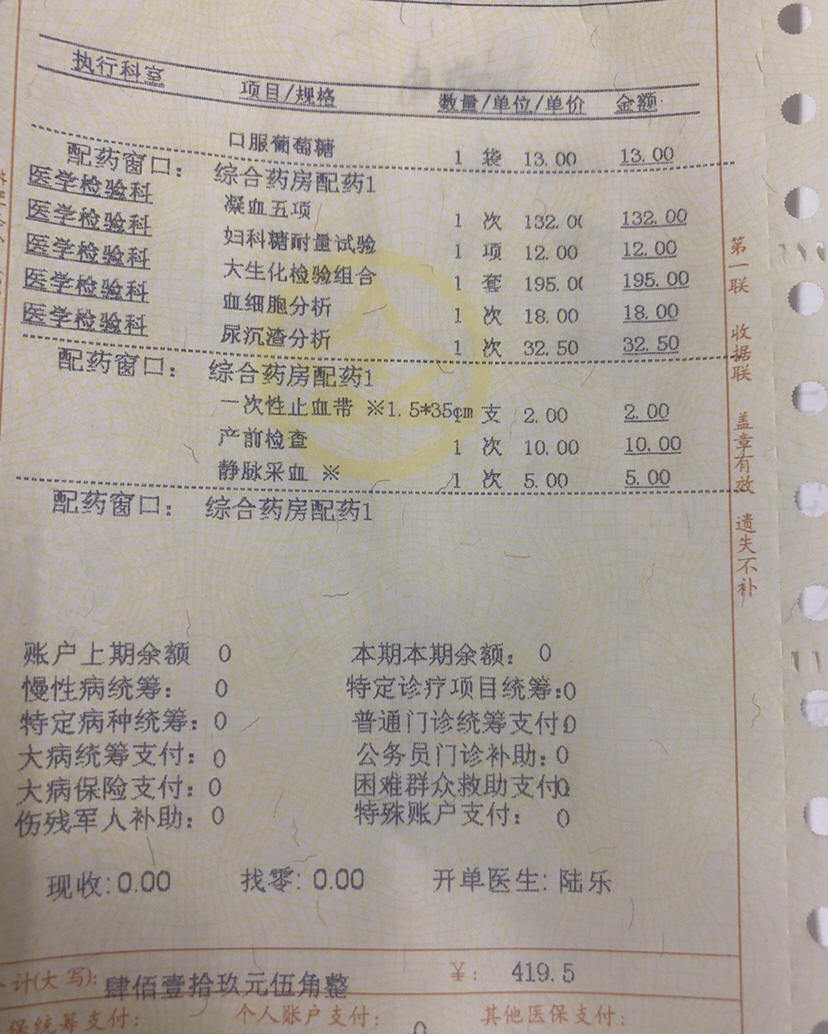 执行科室 项目/规格 数量/单位/单价 金额
口服葡萄糖 1 袋 13.00 13.00
配药窗口： 综合药房配药1
医学检验科 凝血五项 1 次 132.0 132.00
医学检验科 妇科糖耐量试验 1 项 12.00 12.00
医学检验科 大生化检验组合 1 套 195.0 195.00
医学检验科 血细胞分析 1 次 18.00 18.00
医学检验科 尿沉渣分析 1 次 32.50 32.50
配药窗口： 综合药房配药1
一次性止血带 ※1.5*35cm 支 2.00 2.00
产前检查 1 次 10.00 10.00
静脉采血 ※ 1 次 5.00 5.00
配药窗口： 综合药房配药1
账户上期余额 0 本期本期余额： 0
慢性病统筹： 0 特定诊疗项目统筹：0
特定病种统筹：0 普通门诊统筹支付：0
大病统筹支付：0 公务员门诊补助：0
大病保险支付：0 困难群众救助支付：0
伤残军人补助：0 特殊账户支付： 0
现收：0.00 找零：0.00 开单医生：陆乐
计(大写)：肆佰壹拾玖元伍角整 ¥： 419.5
保统筹支付： 个人账户支付： 0 其他医保支付：
第一联 收据联 盖章有效 遗失不补